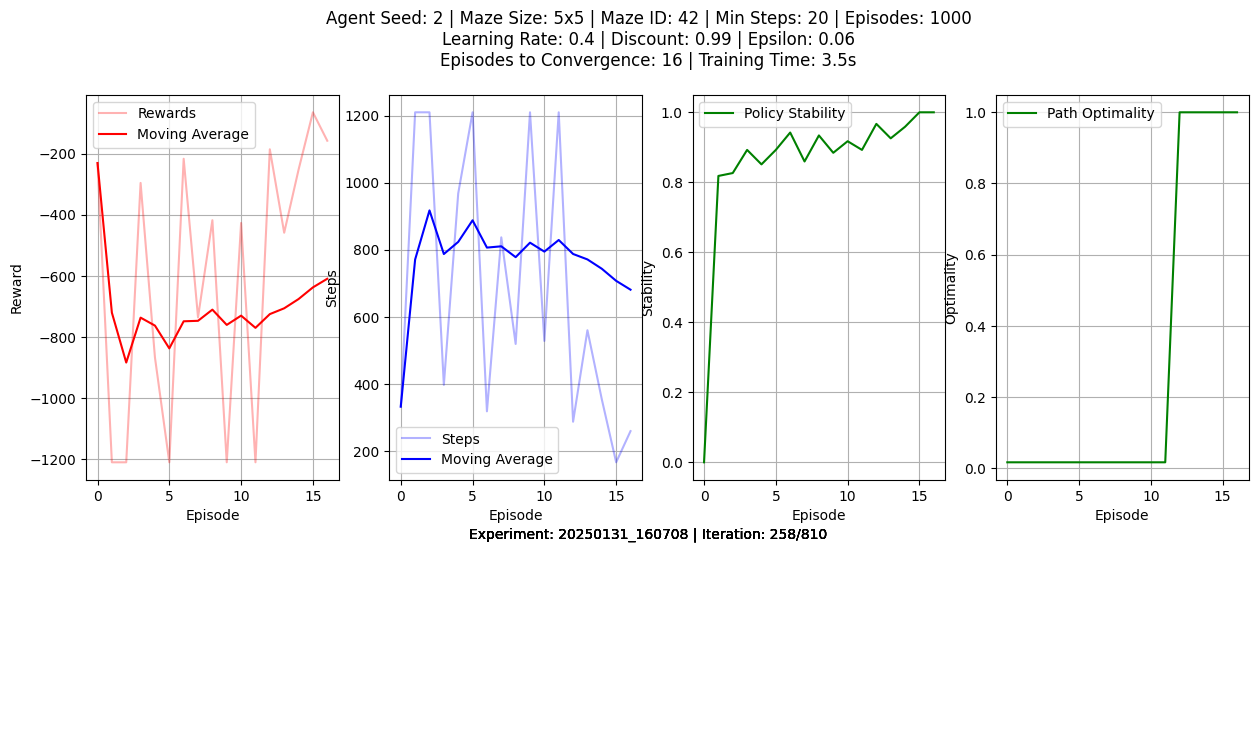 Agent Seed: 2 | Maze Size: 5x5 | Maze ID: 42 | Min Steps: 20 | Episodes: 1000
Learning Rate: 0.4 | Discount: 0.99 | Epsilon: 0.06
Episodes to Convergence: 16 | Training Time: 3.5s
Rewards
Moving Average
−200
−400
−600
−800
−1000
−1200
Reward
0
5
10
15
Episode
1200
1000
800
600
400
200
Steps
Steps
Moving Average
0
5
10
15
Episode
Policy Stability
1.0
0.8
0.6
0.4
0.2
0.0
Stability
0
5
10
15
Episode
Path Optimality
1.0
0.8
0.6
0.4
0.2
0.0
Optimality
0
5
10
15
Episode
Experiment: 20250131_160708 | Iteration: 258/810